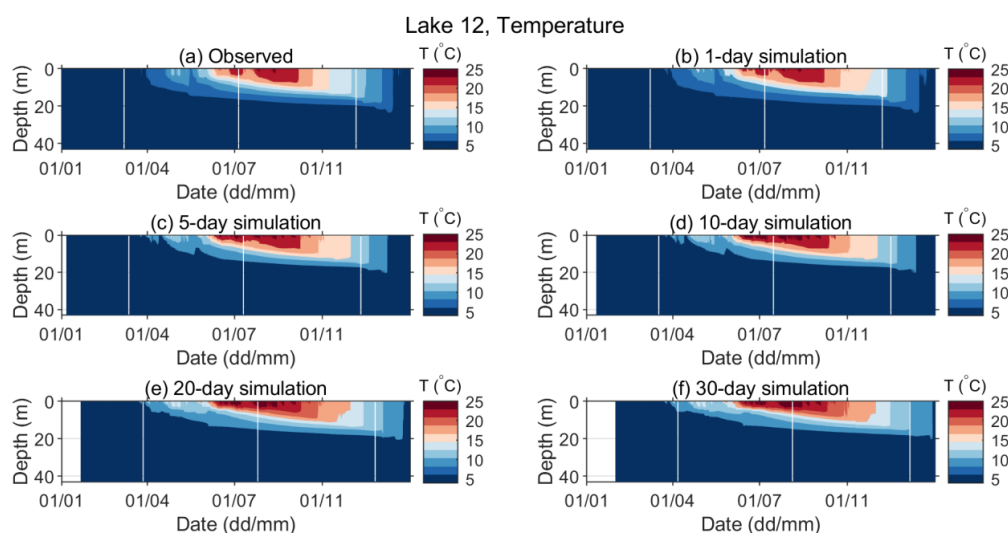 Lake 12, Temperature
(a) Observed
T (°C)
Depth (m)
0
20
40
01/01
01/04
01/07
01/11
Date (dd/mm)
25
20
15
10
5
(b) 1-day simulation
T (°C)
Depth (m)
0
20
40
01/01
01/04
01/07
01/11
Date (dd/mm)
25
20
15
10
5
(c) 5-day simulation
T (°C)
Depth (m)
0
20
40
01/01
01/04
01/07
01/11
Date (dd/mm)
25
20
15
10
5
(d) 10-day simulation
T (°C)
Depth (m)
0
20
40
01/01
01/04
01/07
01/11
Date (dd/mm)
25
20
15
10
5
(e) 20-day simulation
T (°C)
Depth (m)
0
20
40
01/01
01/04
01/07
01/11
Date (dd/mm)
25
20
15
10
5
(f) 30-day simulation
T (°C)
Depth (m)
0
20
40
01/01
01/04
01/07
01/11
Date (dd/mm)
25
20
15
10
5